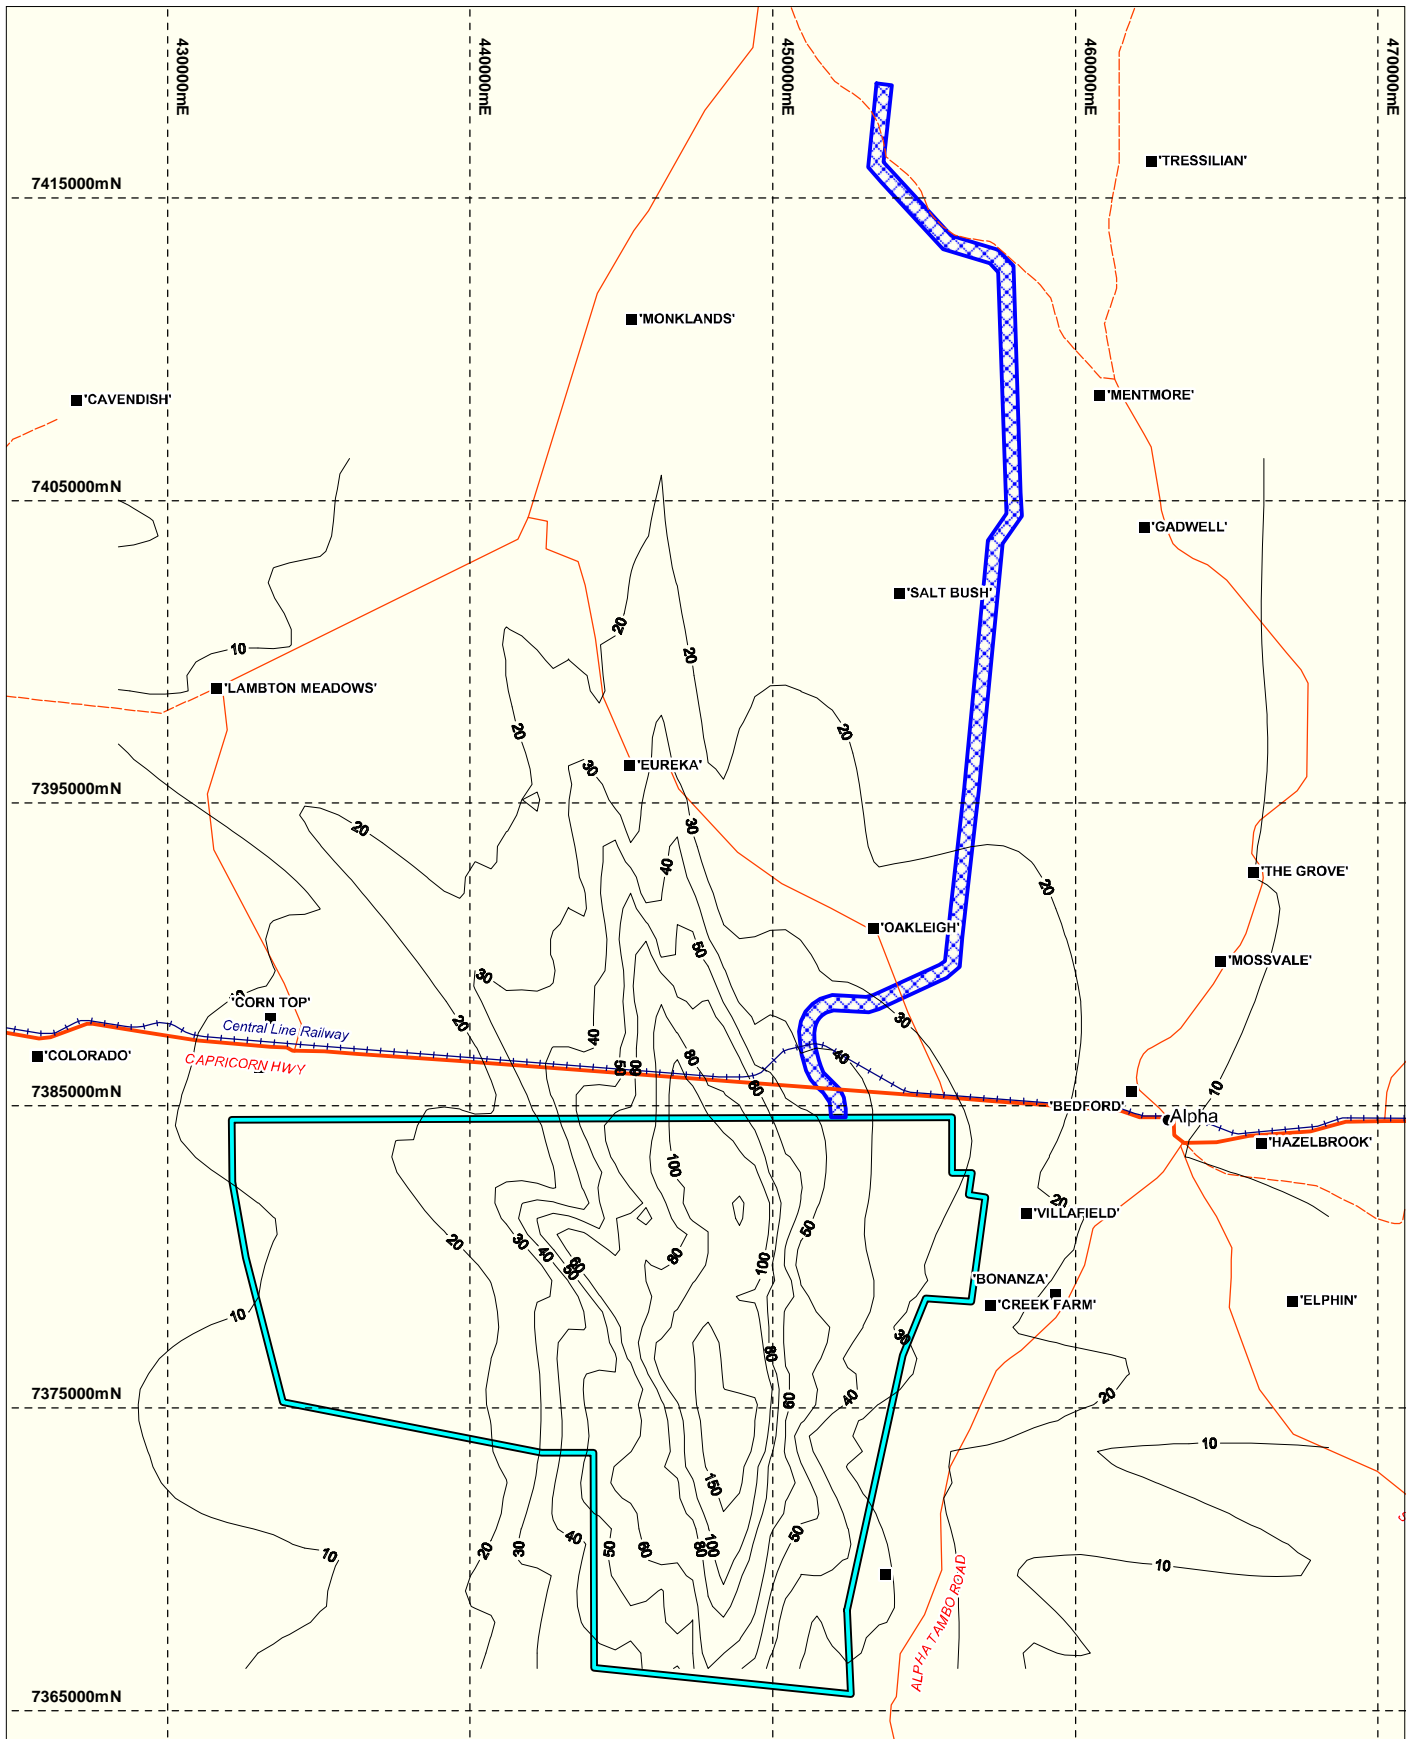 430000mE
440000mE
450000mE
460000mE
470000mE
'TRESSILIAN'
7415000mN
'MONKLANDS'
'CAVENDISH'
'MENTMORE'
7405000mN
'GADWELL'
'SALT BUSH'
20
10
20
'LAMBTON MEADOWS'
20
20
'EUREKA'
30
7395000mN
20
30
40
'THE GROVE'
20
'OAKLEIGH'
50
'MOSSVALE'
30
'CORN TOP'
20
30
Central Line Railway
40
'COLORADO'
40
CAPRICORN HWY
50
60
80
60
10
7385000mN
'BEDFORD'
Alpha
'HAZELBROOK'
100
20
'VILLAFIELD'
20
30
40
50
60
80
100
50
'BONANZA'
'CREEK FARM'
'ELPHIN'
10
30
80
60
40
20
7375000mN
10
150
20
30
40
50
60
80
100
50
10
10
ALPHA TAMBO ROAD
7365000mN